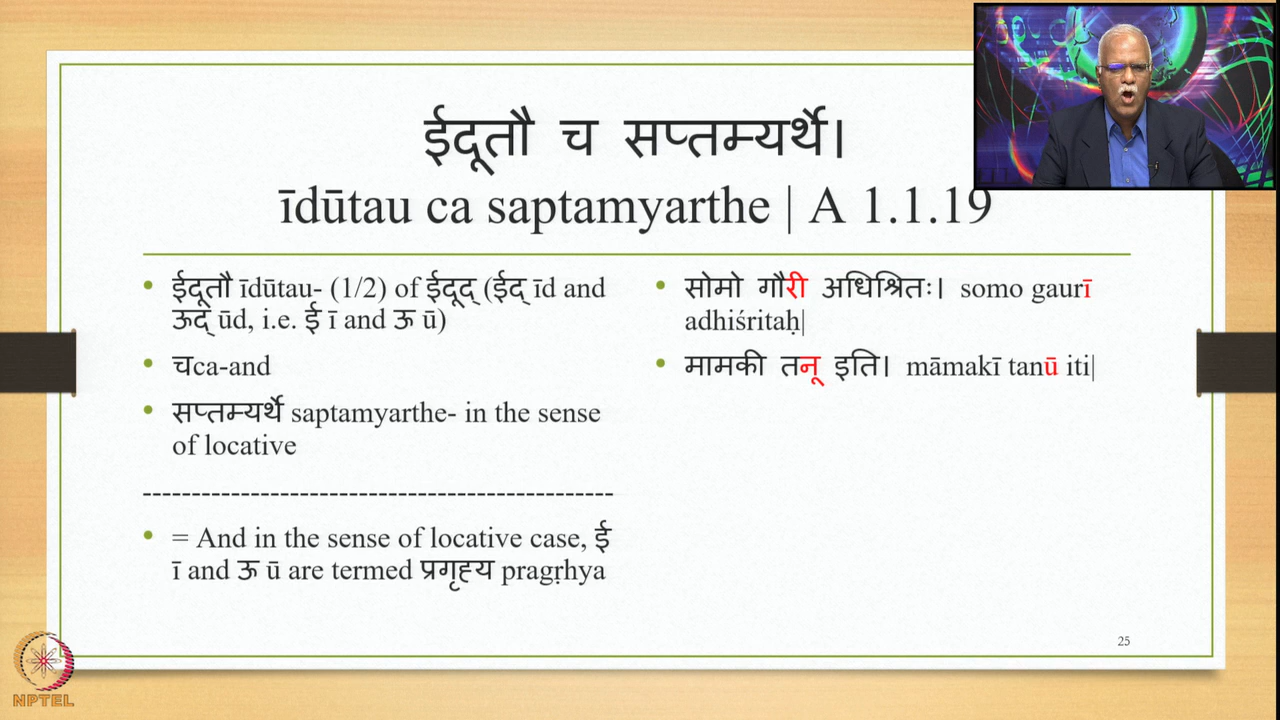 ईदूतौ च सप्तम्यर्थे।
īdūtau ca saptamyarthe | A 1.1.19
• ईदूतौ īdūtau- (1/2) of ईदूद् (ईद् īd and
ऊद् ūd, i.e. ई ī and ऊ ū)
• चca-and
• सप्तम्यर्थे saptamyarthe- in the sense
of locative
-----------------------------------------------
• = And in the sense of locative case, ई
ī and ऊ ū are termed प्रगृह्य pragṛhya
• सोमो गौरी अधिश्रितः। somo gaurī
adhiśritaḥ|
• मामकी तनू इति। māmakī tanū iti|
25
NPTEL